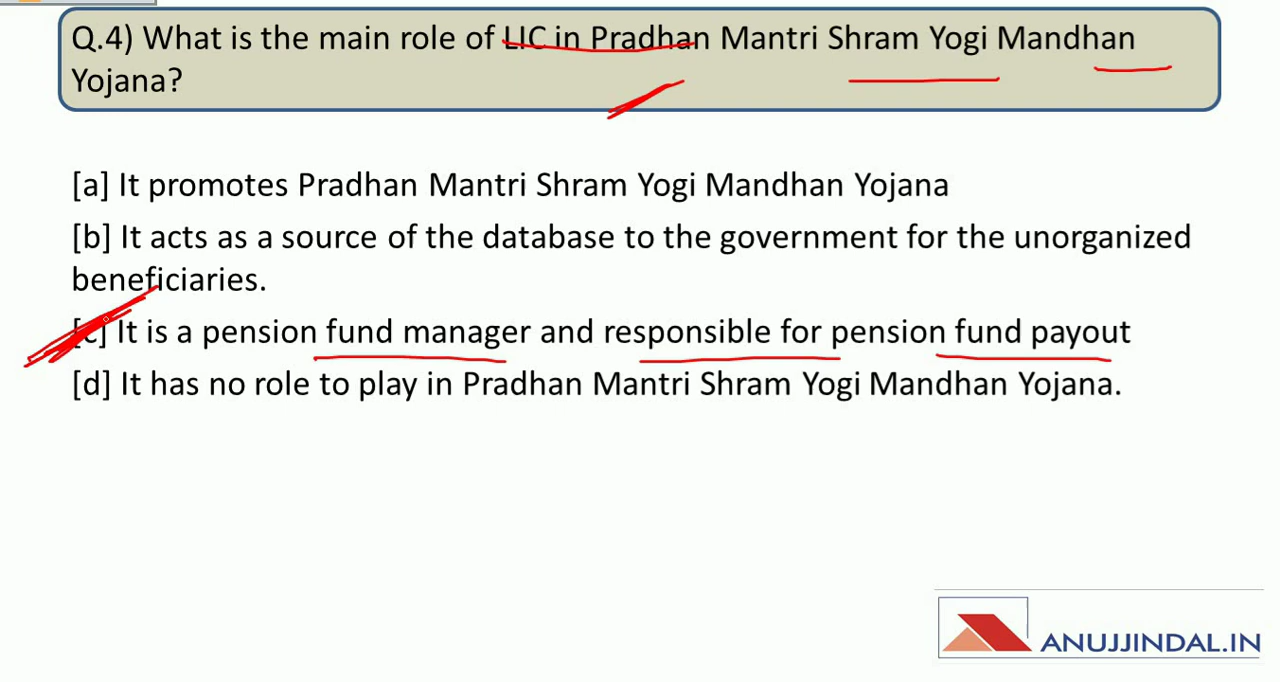 Q.4) What is the main role of LIC in Pradhan Mantri Shram Yogi Mandhan
Yojana?
[a] It promotes Pradhan Mantri Shram Yogi Mandhan Yojana
[b] It acts as a source of the database to the government for the unorganized
beneficiaries.
[c] It is a pension fund manager and responsible for pension fund payout
[d] It has no role to play in Pradhan Mantri Shram Yogi Mandhan Yojana.
ANUJJINDAL.IN